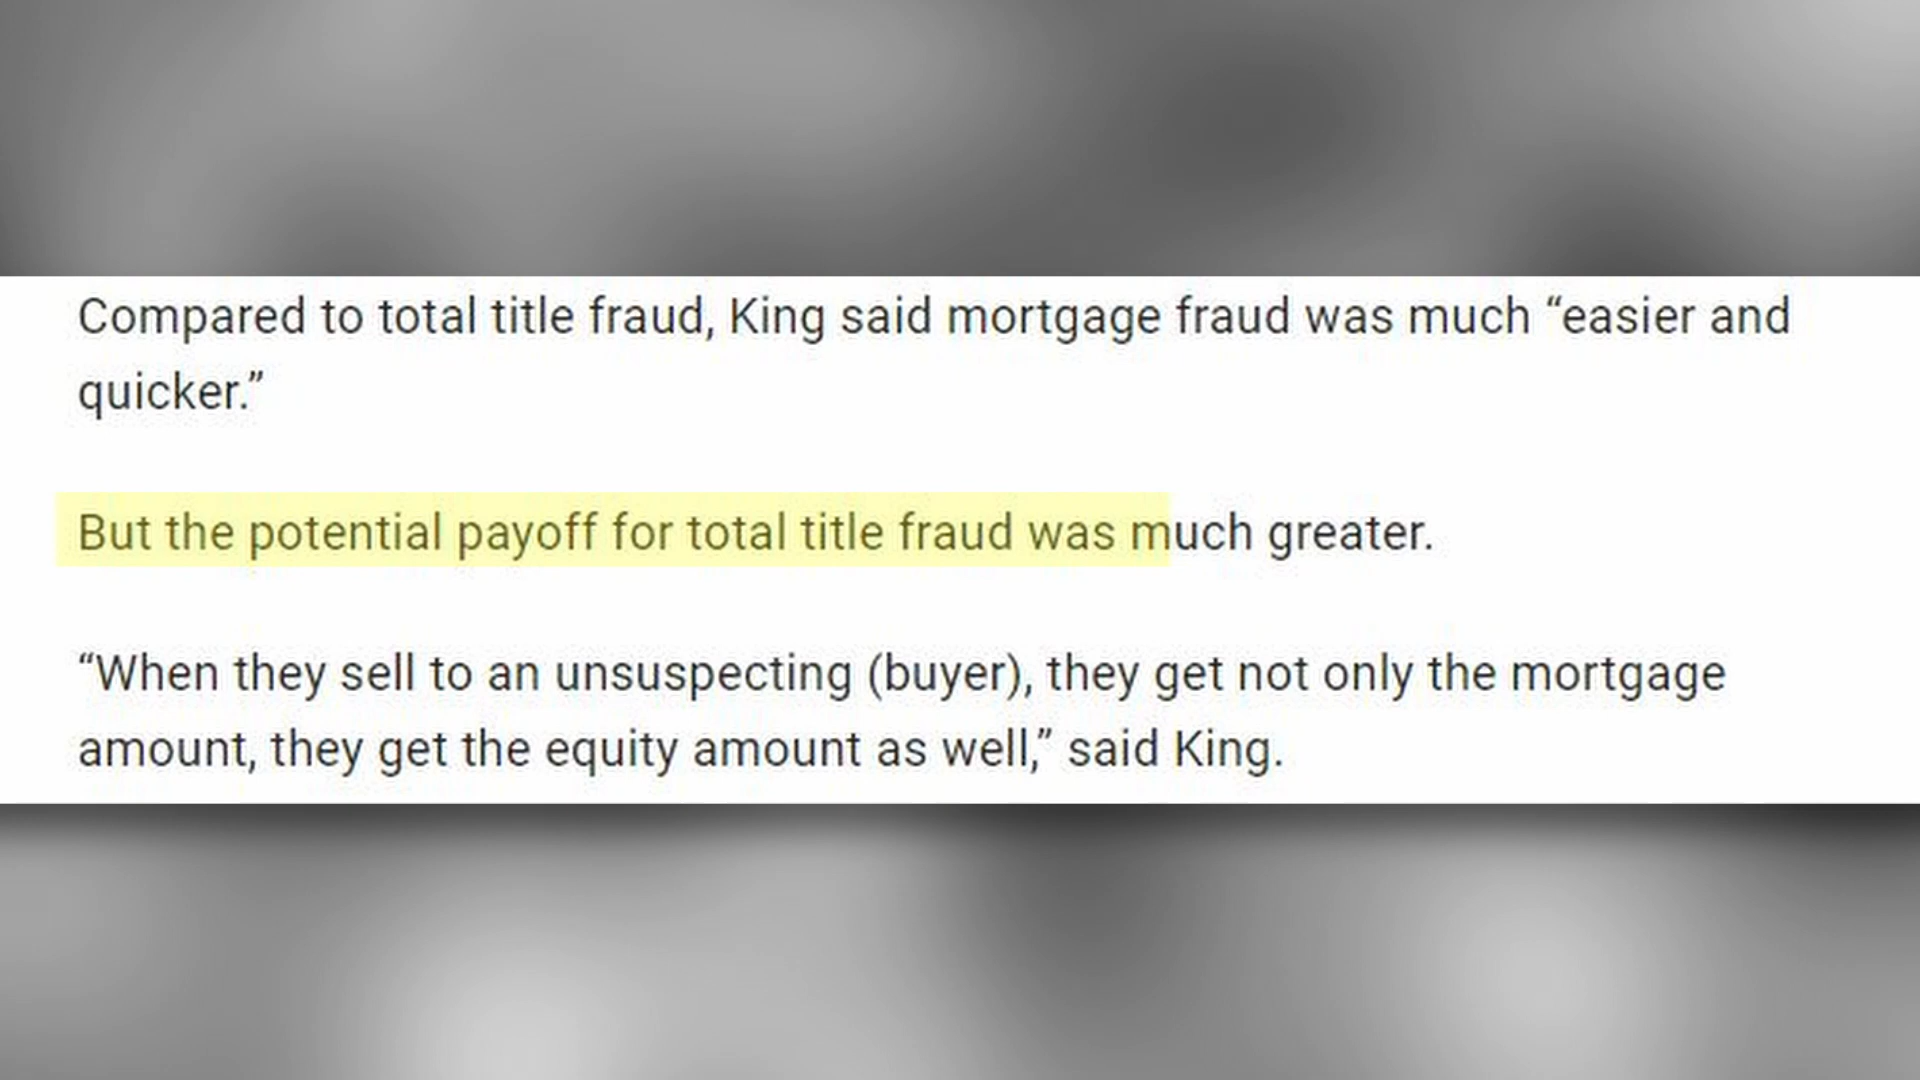 Compared to total title fraud, King said mortgage fraud was much “easier and
quicker.”
But the potential payoff for total title fraud was much greater.
“When they sell to an unsuspecting (buyer), they get not only the mortgage
amount, they get the equity amount as well,” said King.